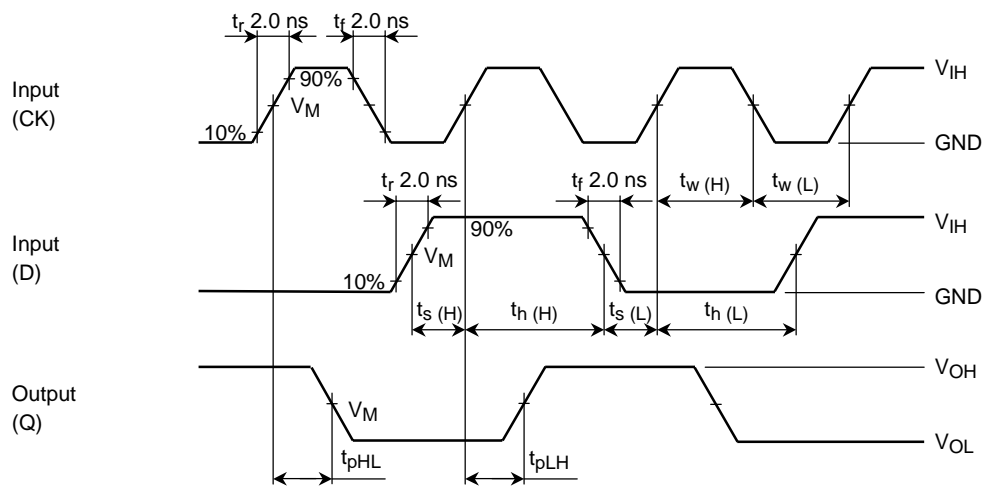 tr 2.0 ns tf 2.0 ns
Input
(CK)
90%
VM
10%
VIH
GND
tr 2.0 ns tf 2.0 ns tw (H) tw (L)
Input
(D)
90%
VM
10%
VIH
GND
ts (H) th (H) ts (L) th (L)
Output
(Q)
VM
VOH
VOL
tpHL tpLH